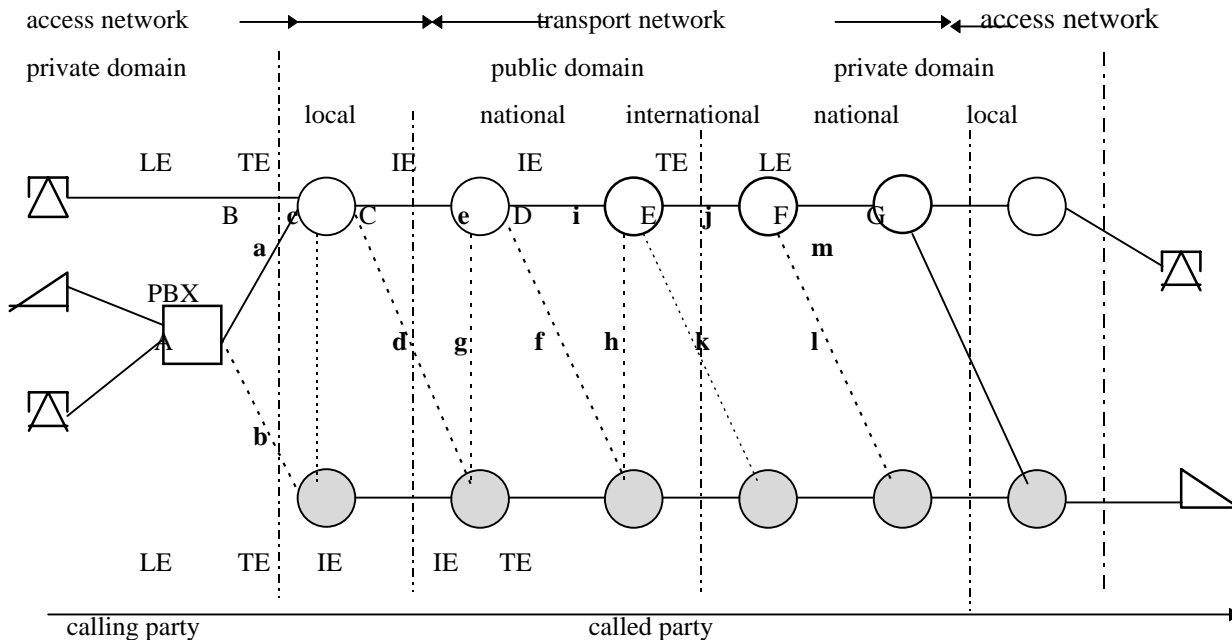 access network transport network access network
private domain public domain private domain
local national international national local
LE TE IE IE TE LE
B c C e D i E j F G
a m
PBX
A d g f h k l
b
LE TE IE IE TE
calling party called party